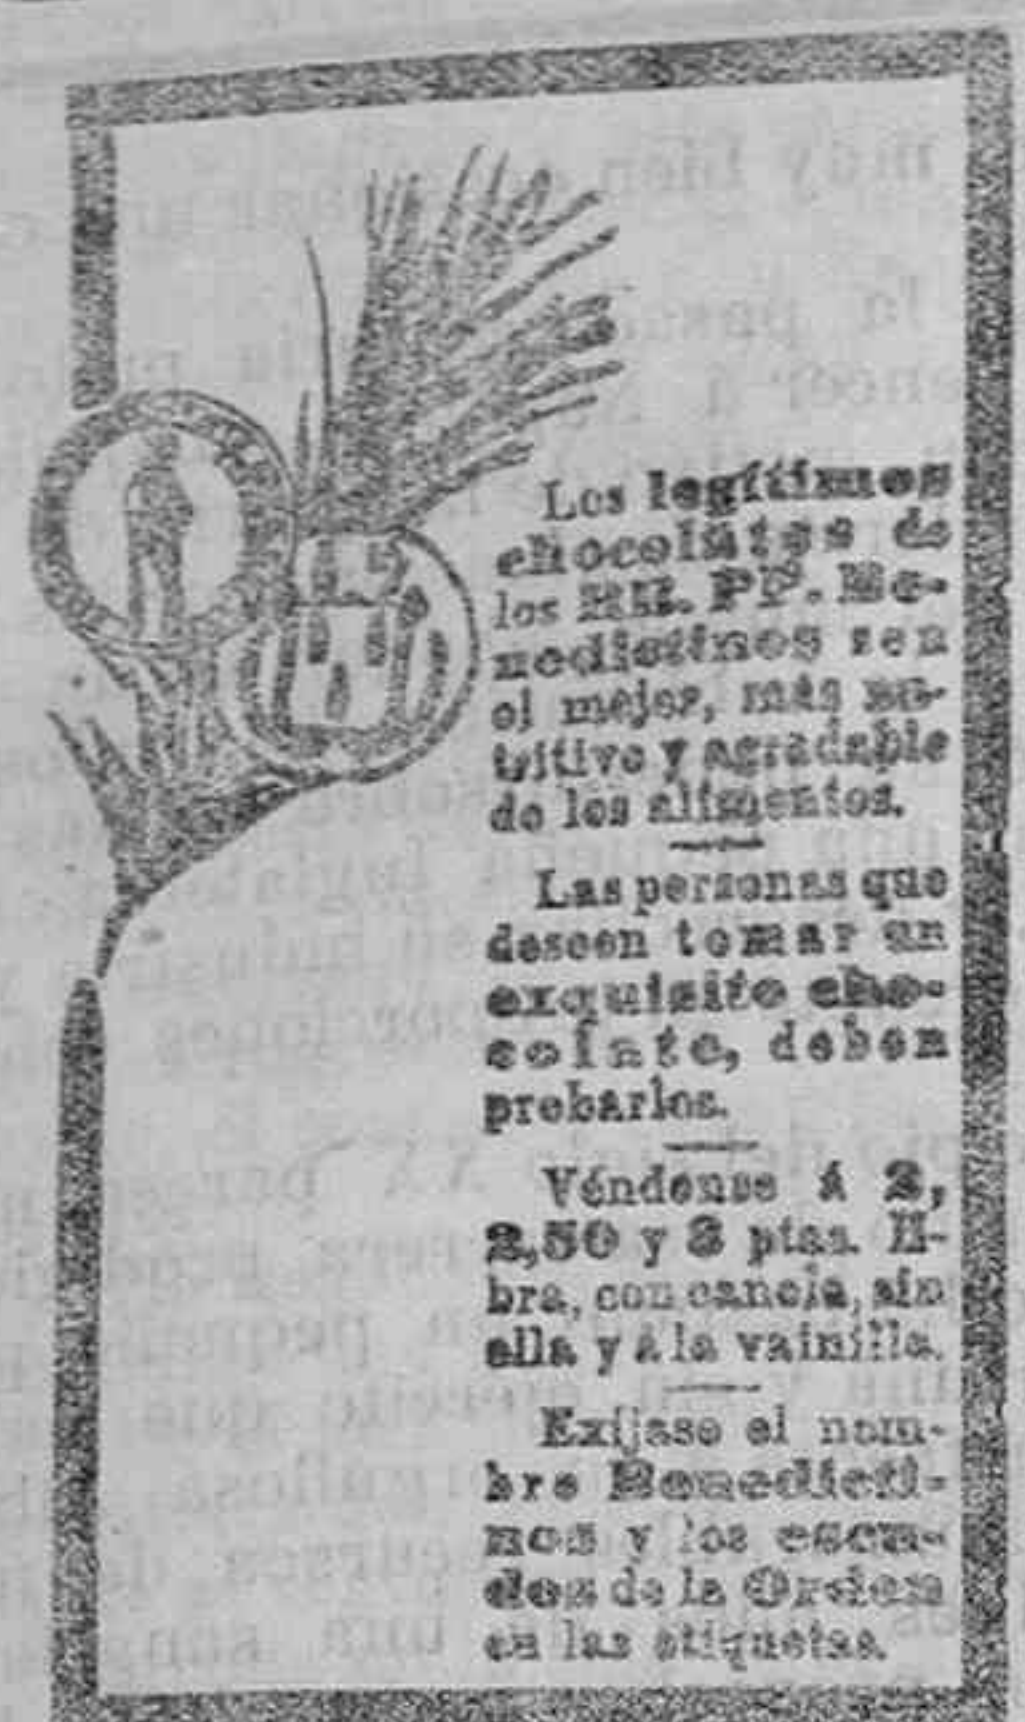 Los legítimos
chocolates de
los RR. PP. Be-
nedictinos son
el mejor, más nu-
tritivo y agradable
de los alimentos.
Las personas que
deseen tomar un
exquisito cho-
colate, deben
probarlos.
Véndense á 2,
2,50 y 3 ptas. li-
bra, con canela, sin
ella y á la vainilla.
Exíjase el nom-
bre Benedicti-
nos y los escu-
dos de la Orden
en las etiquetas.